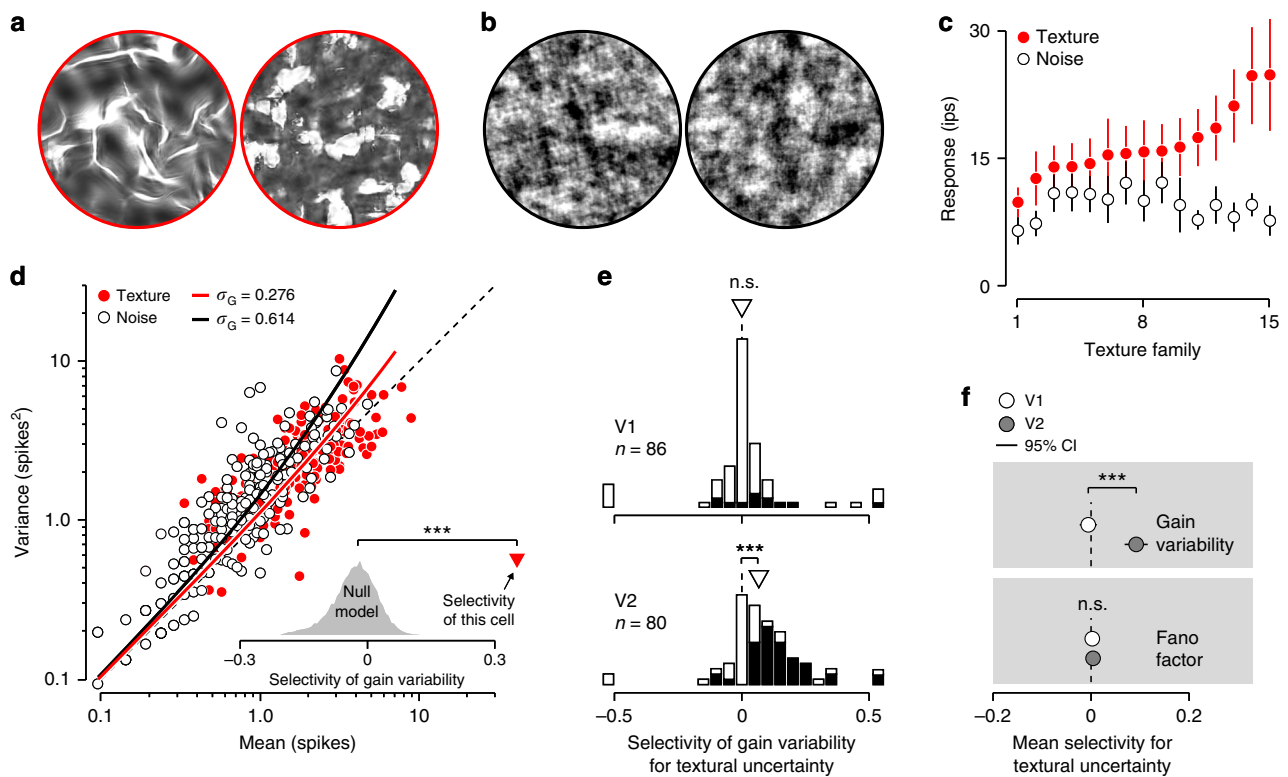 a
b
c
30
Texture
Noise
15
0
Response (ips)
1
8
15
Texture family
d
Texture
Noise
σG = 0.276
σG = 0.614
10
1.0
0.1
Variance (spikes²)
0.1
1.0
10
Mean (spikes)
***
Null
model
Selectivity
of this cell
−0.3
0
0.3
Selectivity of gain variability
e
n.s.
V1
n = 86
***
V2
n = 80
−0.5
0
0.5
Selectivity of gain variability
for textural uncertainty
f
V1
V2
95% CI
***
Gain
variability
n.s.
Fano
factor
−0.2
0
0.2
Mean selectivity for
textural uncertainty